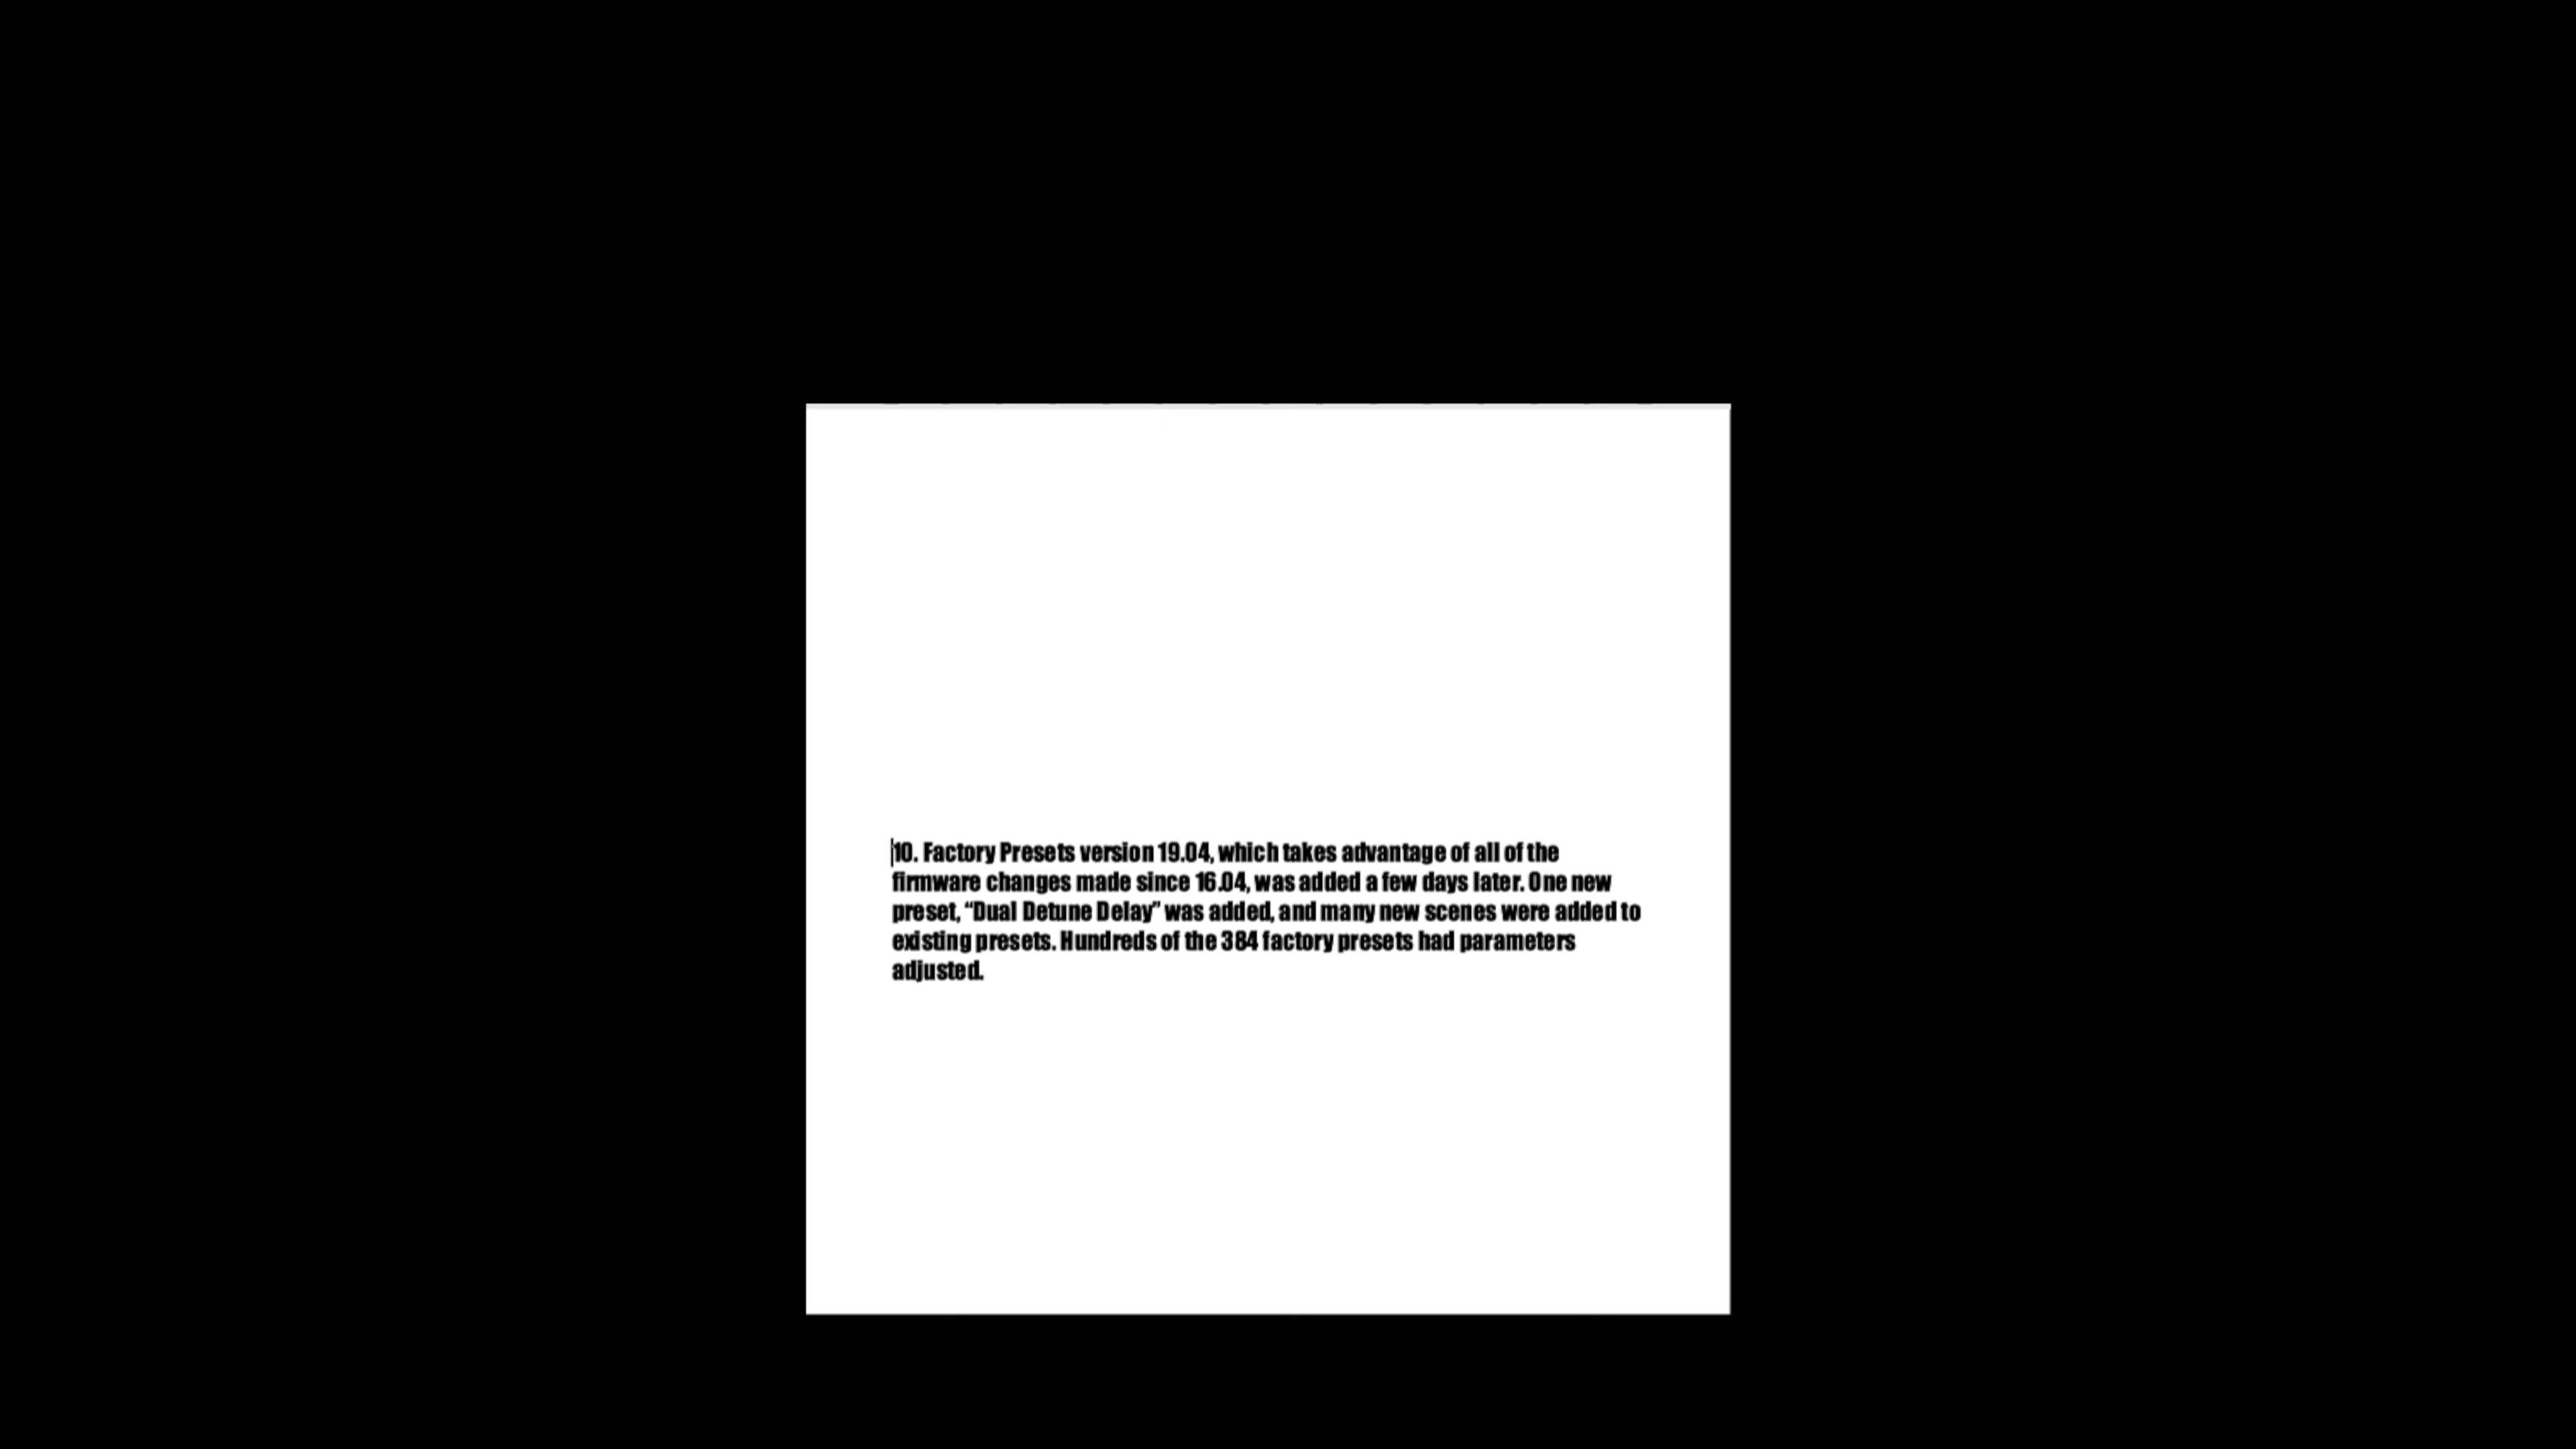 10. Factory Presets version 19.04, which takes advantage of all of the
firmware changes made since 16.04, was added a few days later. One new
preset, “Dual Detune Delay” was added, and many new scenes were added to
existing presets. Hundreds of the 384 factory presets had parameters
adjusted.